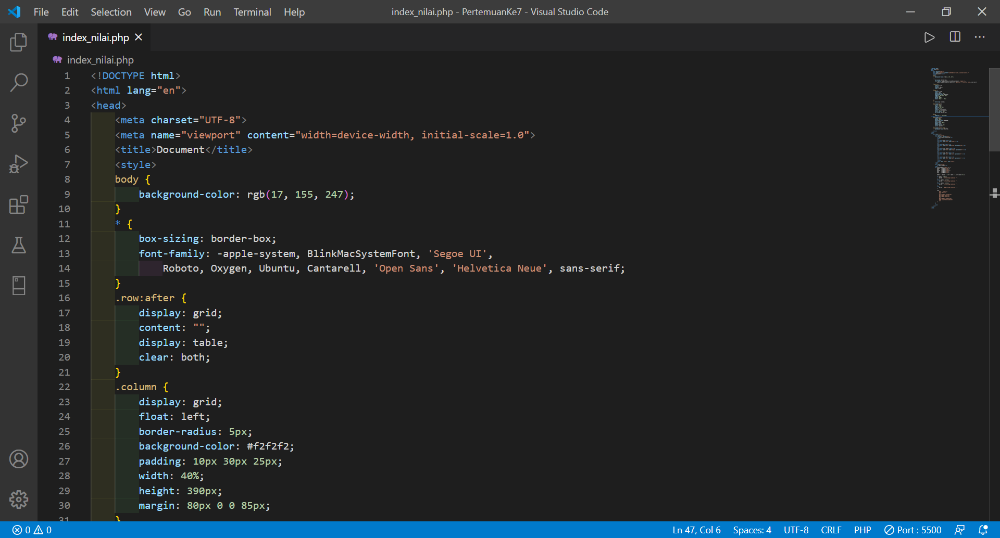 File Edit Selection View Go Run Terminal Help index_nilai.php - PertemuanKe7 - Visual Studio Code
index_nilai.php
index_nilai.php
1 <!DOCTYPE html>
2 <html lang="en">
3 <head>
4 <meta charset="UTF-8">
5 <meta name="viewport" content="width=device-width, initial-scale=1.0">
6 <title>Document</title>
7 <style>
8 body {
9 background-color: rgb(17, 155, 247);
10 }
11 * {
12 box-sizing: border-box;
13 font-family: -apple-system, BlinkMacSystemFont, 'Segoe UI',
14 Roboto, Oxygen, Ubuntu, Cantarell, 'Open Sans', 'Helvetica Neue', sans-serif;
15 }
16 .row:after {
17 display: grid;
18 content: "";
19 display: table;
20 clear: both;
21 }
22 .column {
23 display: grid;
24 float: left;
25 border-radius: 5px;
26 background-color: #f2f2f2;
27 padding: 10px 30px 25px;
28 width: 40%;
29 height: 390px;
30 margin: 80px 0 0 85px;
31 }
0 0 Ln 47, Col 6 Spaces: 4 UTF-8 CRLF PHP Port : 5500